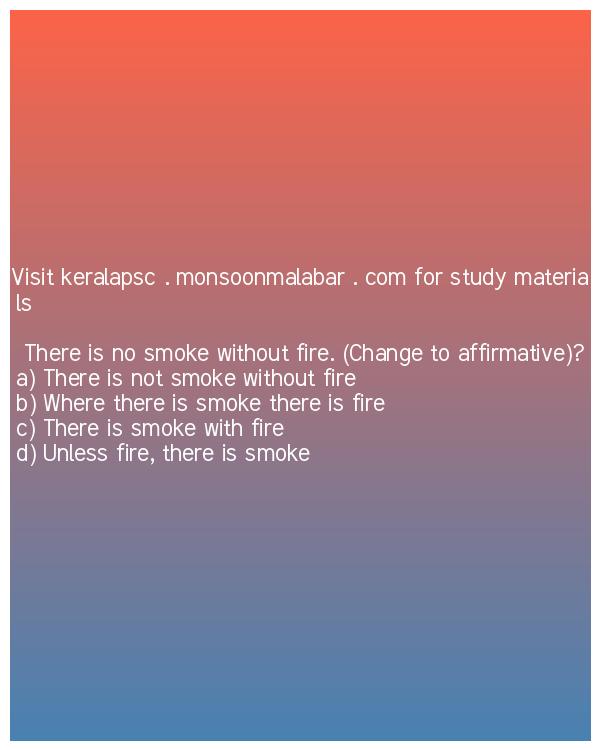 Visit keralapsc . monsoonmalabar . com for study materia
ls
There is no smoke without fire. (Change to affirmative)?
a) There is not smoke without fire
b) Where there is smoke there is fire
c) There is smoke with fire
d) Unless fire, there is smoke